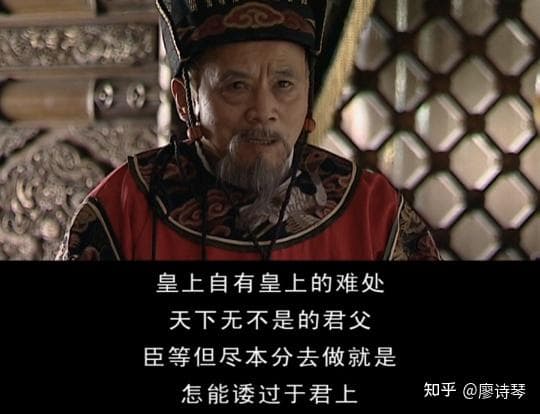 皇上自有皇上的难处
天下无不是的君父
臣等但尽本分去做就是
怎能诿过于君上
知乎 @廖诗琴